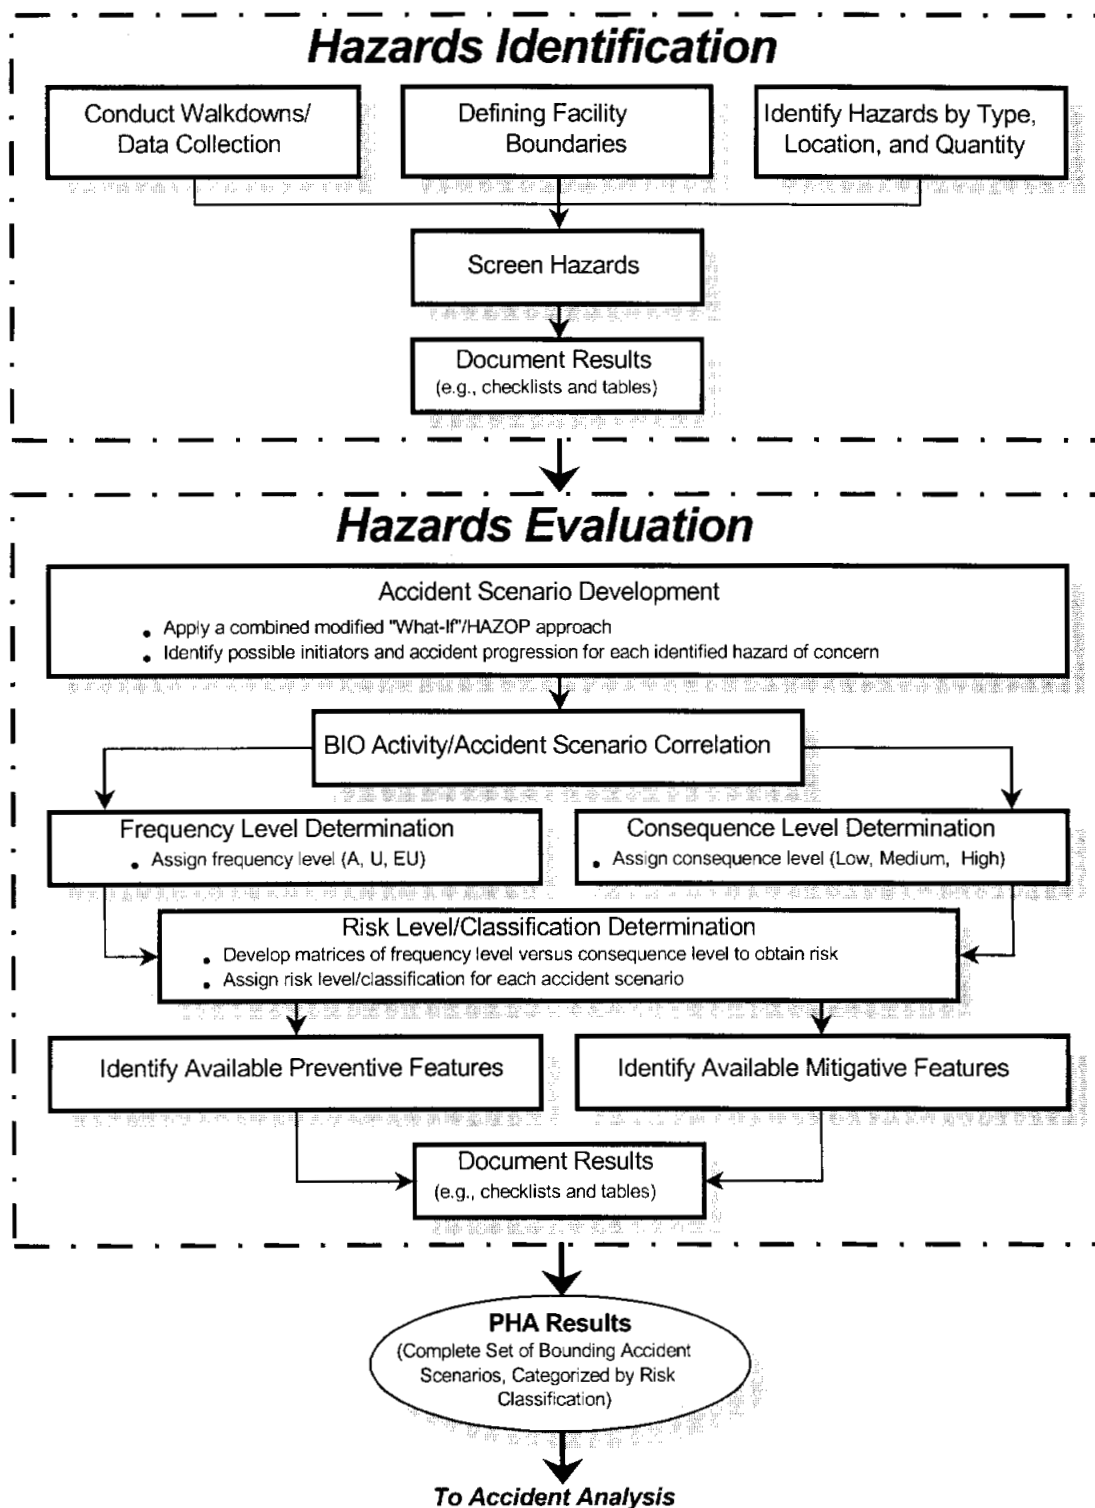 Hazards Identification
Conduct Walkdowns/
Data Collection
Defining Facility
Boundaries
Identify Hazards by Type,
Location, and Quantity
Screen Hazards
Document Results
(e.g., checklists and tables)
Hazards Evaluation
Accident Scenario Development
• Apply a combined modified "What-If"/HAZOP approach
• Identify possible initiators and accident progression for each identified hazard of concern
BIO Activity/Accident Scenario Correlation
Frequency Level Determination
• Assign frequency level (A, U, EU)
Consequence Level Determination
• Assign consequence level (Low, Medium, High)
Risk Level/Classification Determination
• Develop matrices of frequency level versus consequence level to obtain risk
• Assign risk level/classification for each accident scenario
Identify Available Preventive Features
Identify Available Mitigative Features
Document Results
(e.g., checklists and tables)
PHA Results
(Complete Set of Bounding Accident
Scenarios, Categorized by Risk
Classification)
To Accident Analysis